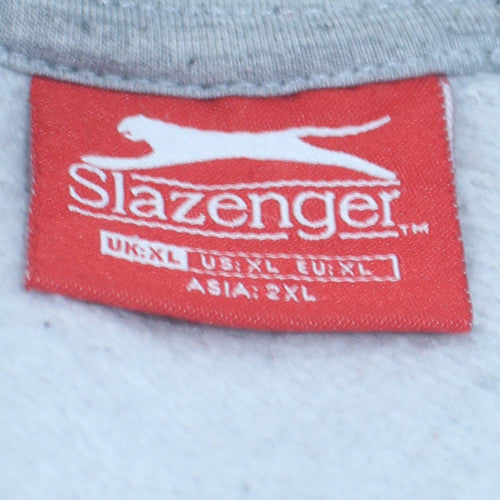 Slazenger™
UK: XL US: XL EU: XL
ASIA: 2XL